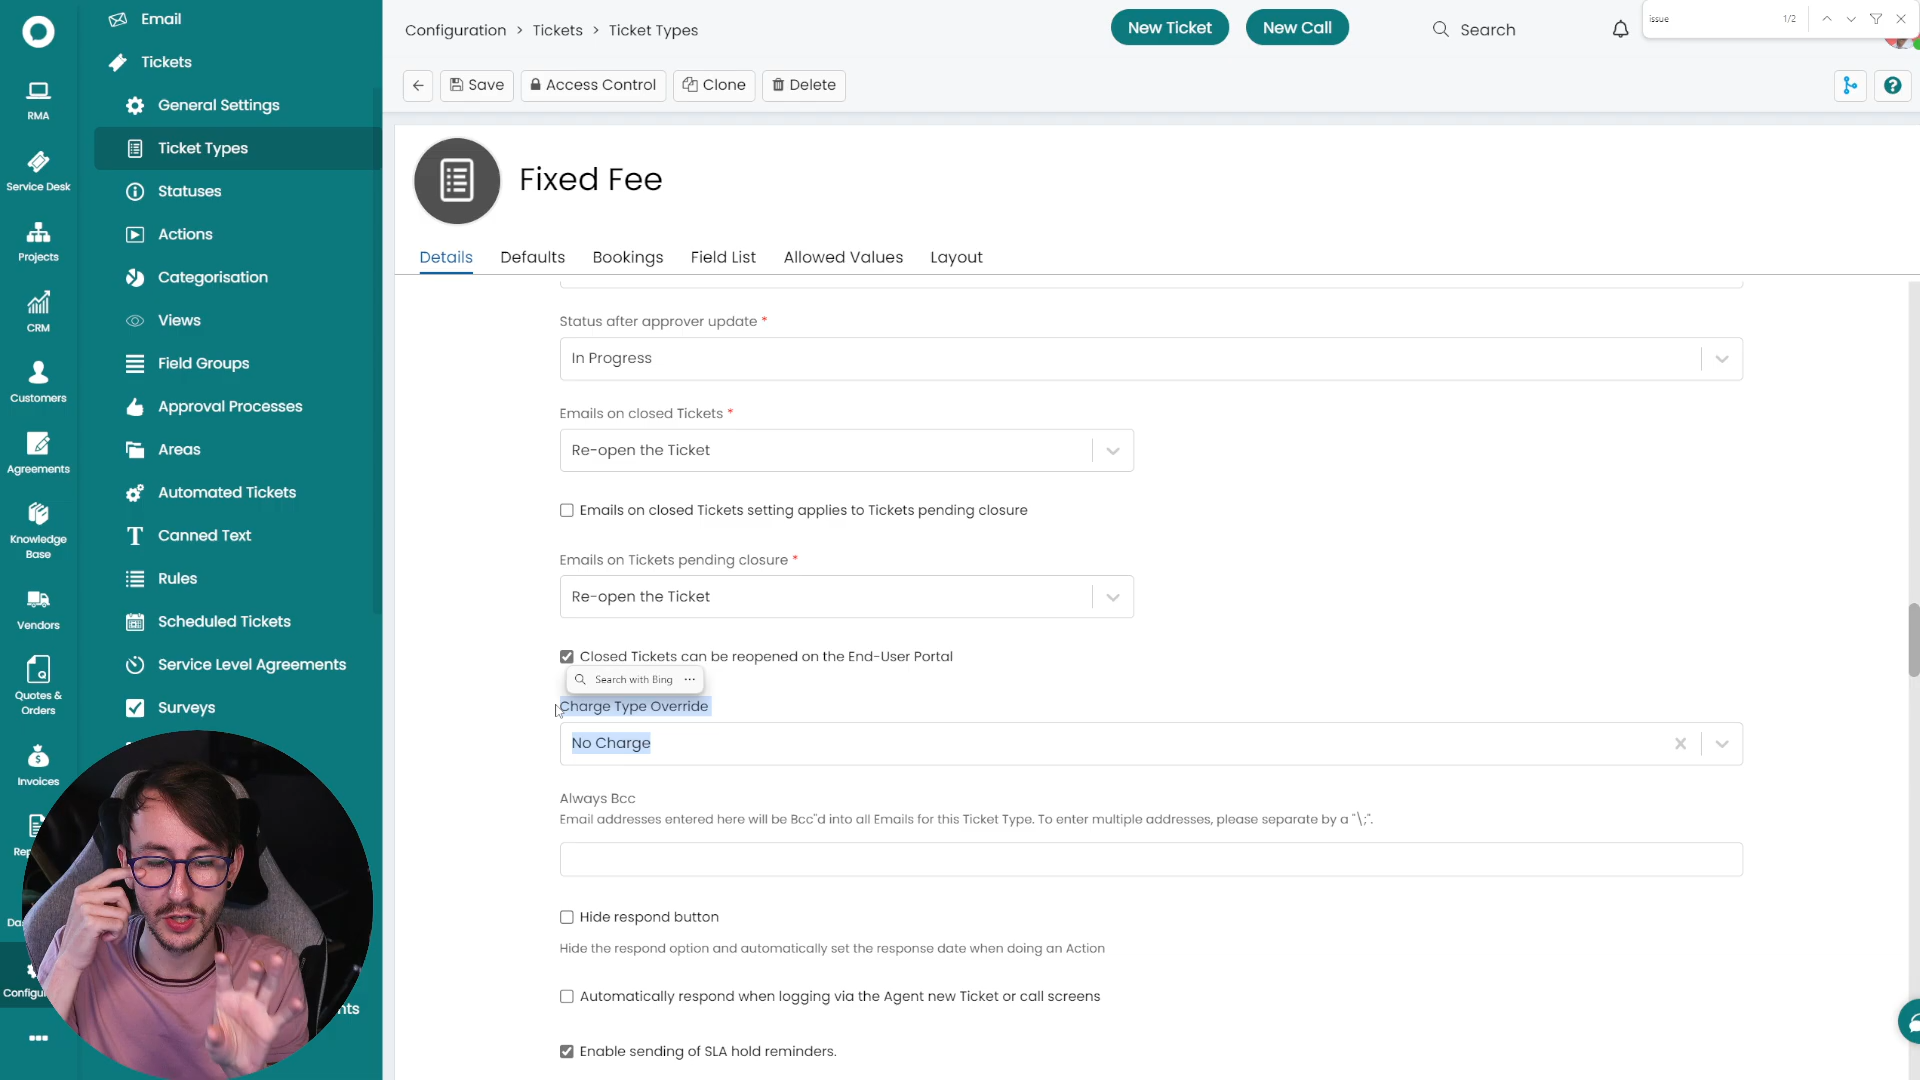 Email
Tickets
General Settings
Ticket Types
Statuses
Actions
Categorisation
Views
Field Groups
Approval Processes
Areas
Automated Tickets
Canned Text
Rules
Scheduled Tickets
Service Level Agreements
Surveys
RMA
Service Desk
Projects
CRM
Customers
Agreements
Knowledge
Base
Vendors
Quotes &
Orders
Invoices
Configuration > Tickets > Ticket Types
New Ticket
New Call
Search
issue
1/2
Save
Access Control
Clone
Delete
Fixed Fee
Details
Defaults
Bookings
Field List
Allowed Values
Layout
Status after approver update *
In Progress
Emails on closed Tickets *
Re-open the Ticket
Emails on closed Tickets setting applies to Tickets pending closure
Emails on Tickets pending closure *
Re-open the Ticket
Closed Tickets can be reopened on the End-User Portal
Search with Bing ...
Charge Type Override
No Charge
Always Bcc
Email addresses entered here will be Bcc"d into all Emails for this Ticket Type. To enter multiple addresses, please separate by a "\;".
Hide respond button
Hide the respond option and automatically set the response date when doing an Action
Automatically respond when logging via the Agent new Ticket or call screens
Enable sending of SLA hold reminders.